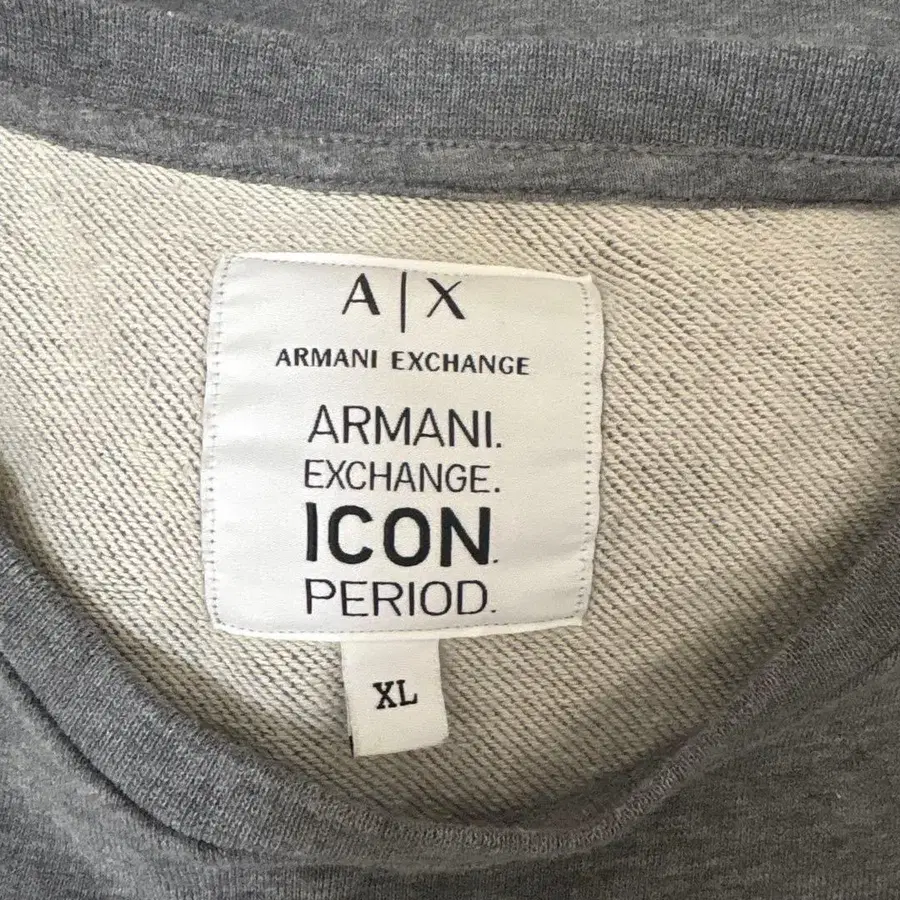 A|X
ARMANI EXCHANGE
ARMANI.
EXCHANGE.
ICON.
PERIOD.
XL